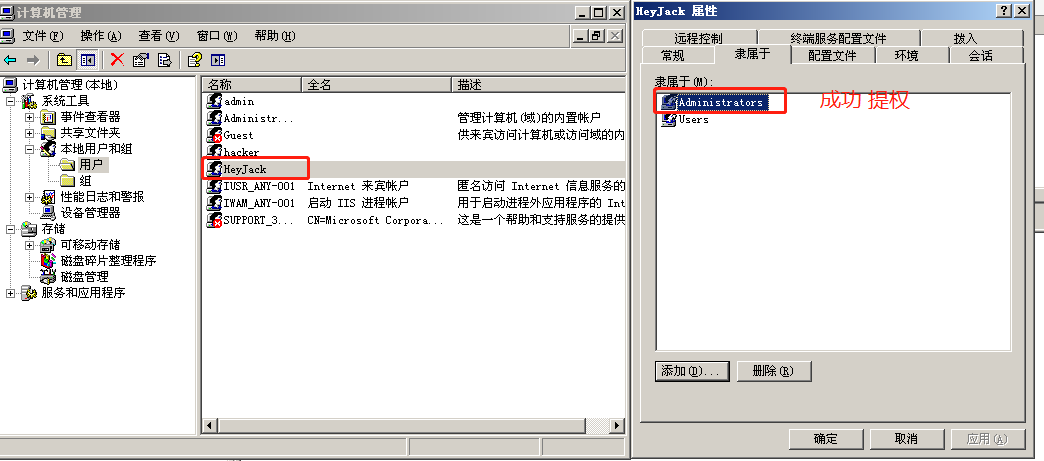 计算机管理
文件(F) 操作(A) 查看(V) 窗口(W) 帮助(H)
计算机管理(本地)
系统工具
事件查看器
共享文件夹
本地用户和组
用户
组
性能日志和警报
设备管理器
存储
可移动存储
磁盘碎片整理程序
磁盘管理
服务和应用程序
名称 全名 描述
admin
Administr... 管理计算机(域)的内置帐户
Guest 供来宾访问计算机或访问域的内
hacker
HeyJack
IUSR_ANY-001 Internet 来宾帐户 匿名访问 Internet 信息服务的
IWAM_ANY-001 启动 IIS 进程帐户 用于启动进程外应用程序的 Int
SUPPORT_3... CN=Microsoft Corpora... 这是一个帮助和支持服务的提供
HeyJack 属性
远程控制 终端服务配置文件 拨入
常规 隶属于 配置文件 环境 会话
隶属于(M):
Administrators
成功 提权
Users
添加(D)... 删除(R)
确定 取消 应用(A)